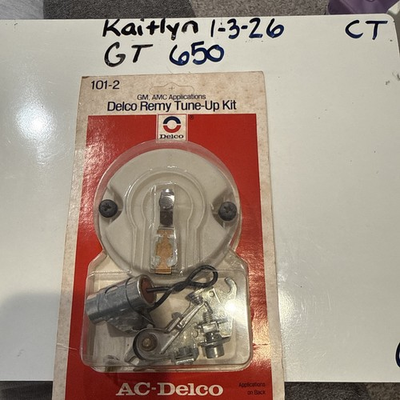 Kaitlyn 1-3-26 CT
GT 650
101-2
GM, AMC Applications
Delco Remy Tune-Up Kit
Delco
AC-Delco
Applications
on Back